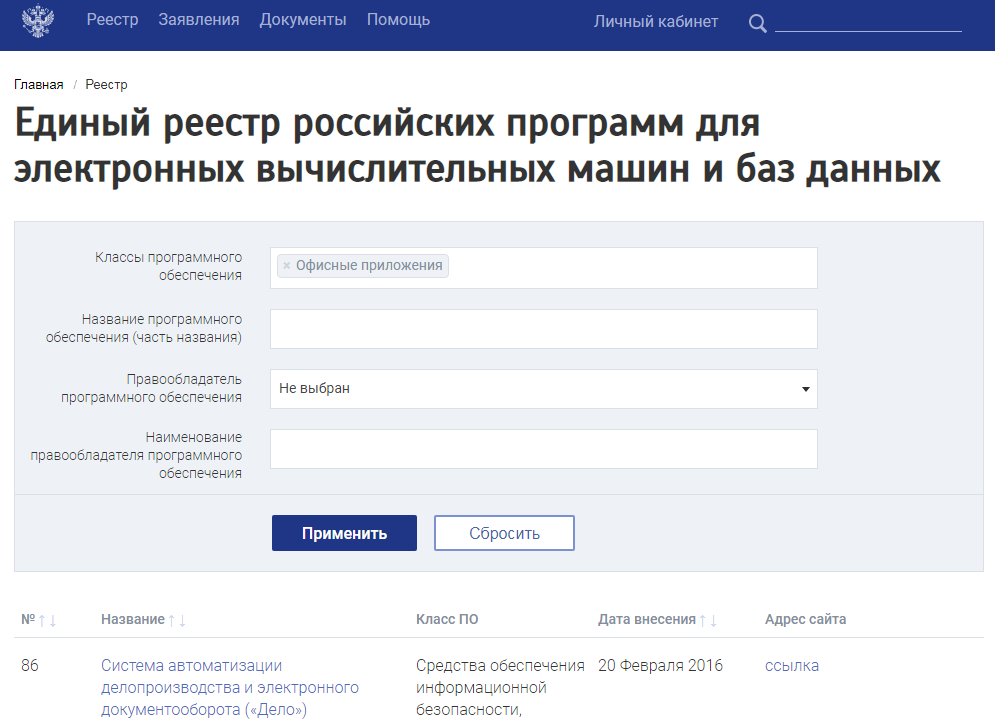 Реестр Заявления Документы Помощь Личный кабинет
Главная / Реестр
Единый реестр российских программ для
электронных вычислительных машин и баз данных
Классы программного
обеспечения
× Офисные приложения
Название программного
обеспечения (часть названия)
Правообладатель
программного обеспечения
Не выбран
Наименование
правообладателя программного
обеспечения
Применить Сбросить
№ ↑ ↓ Название ↑ ↓ Класс ПО Дата внесения ↑ ↓ Адрес сайта
86 Система автоматизации Средства обеспечения 20 Февраля 2016 ссылка
делопроизводства и электронного информационной
документооборота («Дело») безопасности,